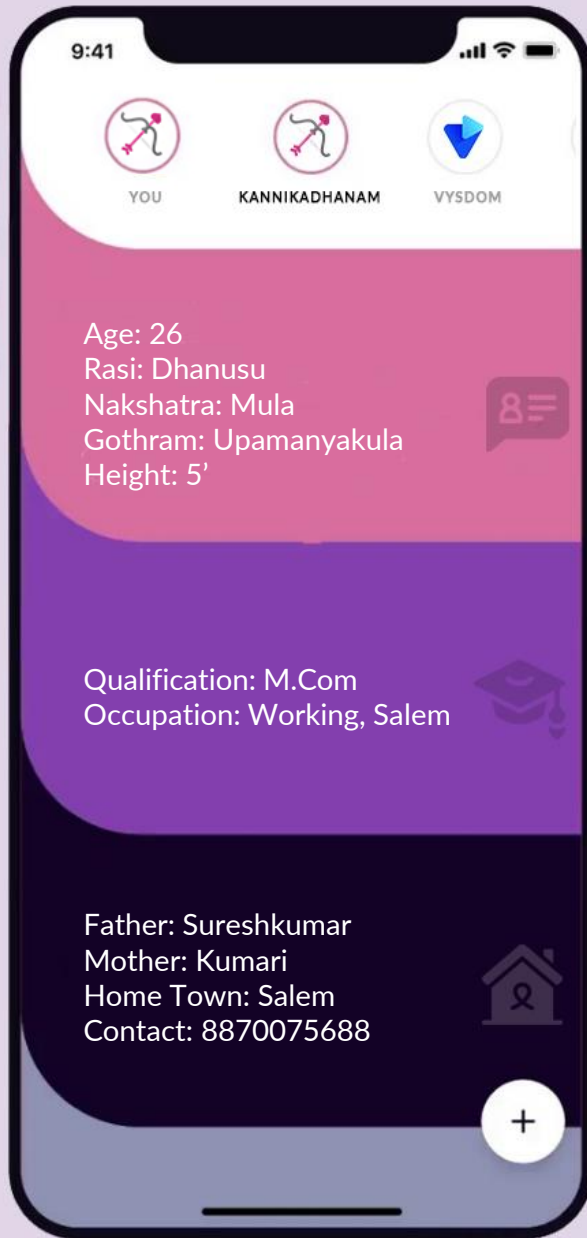 9:41
YOU
KANNIKADHANAM
VYSDOM
Age: 26
Rasi: Dhanusu
Nakshatra: Mula
Gothram: Upamanyakula
Height: 5’
Qualification: M.Com
Occupation: Working, Salem
Father: Sureshkumar
Mother: Kumari
Home Town: Salem
Contact: 8870075688